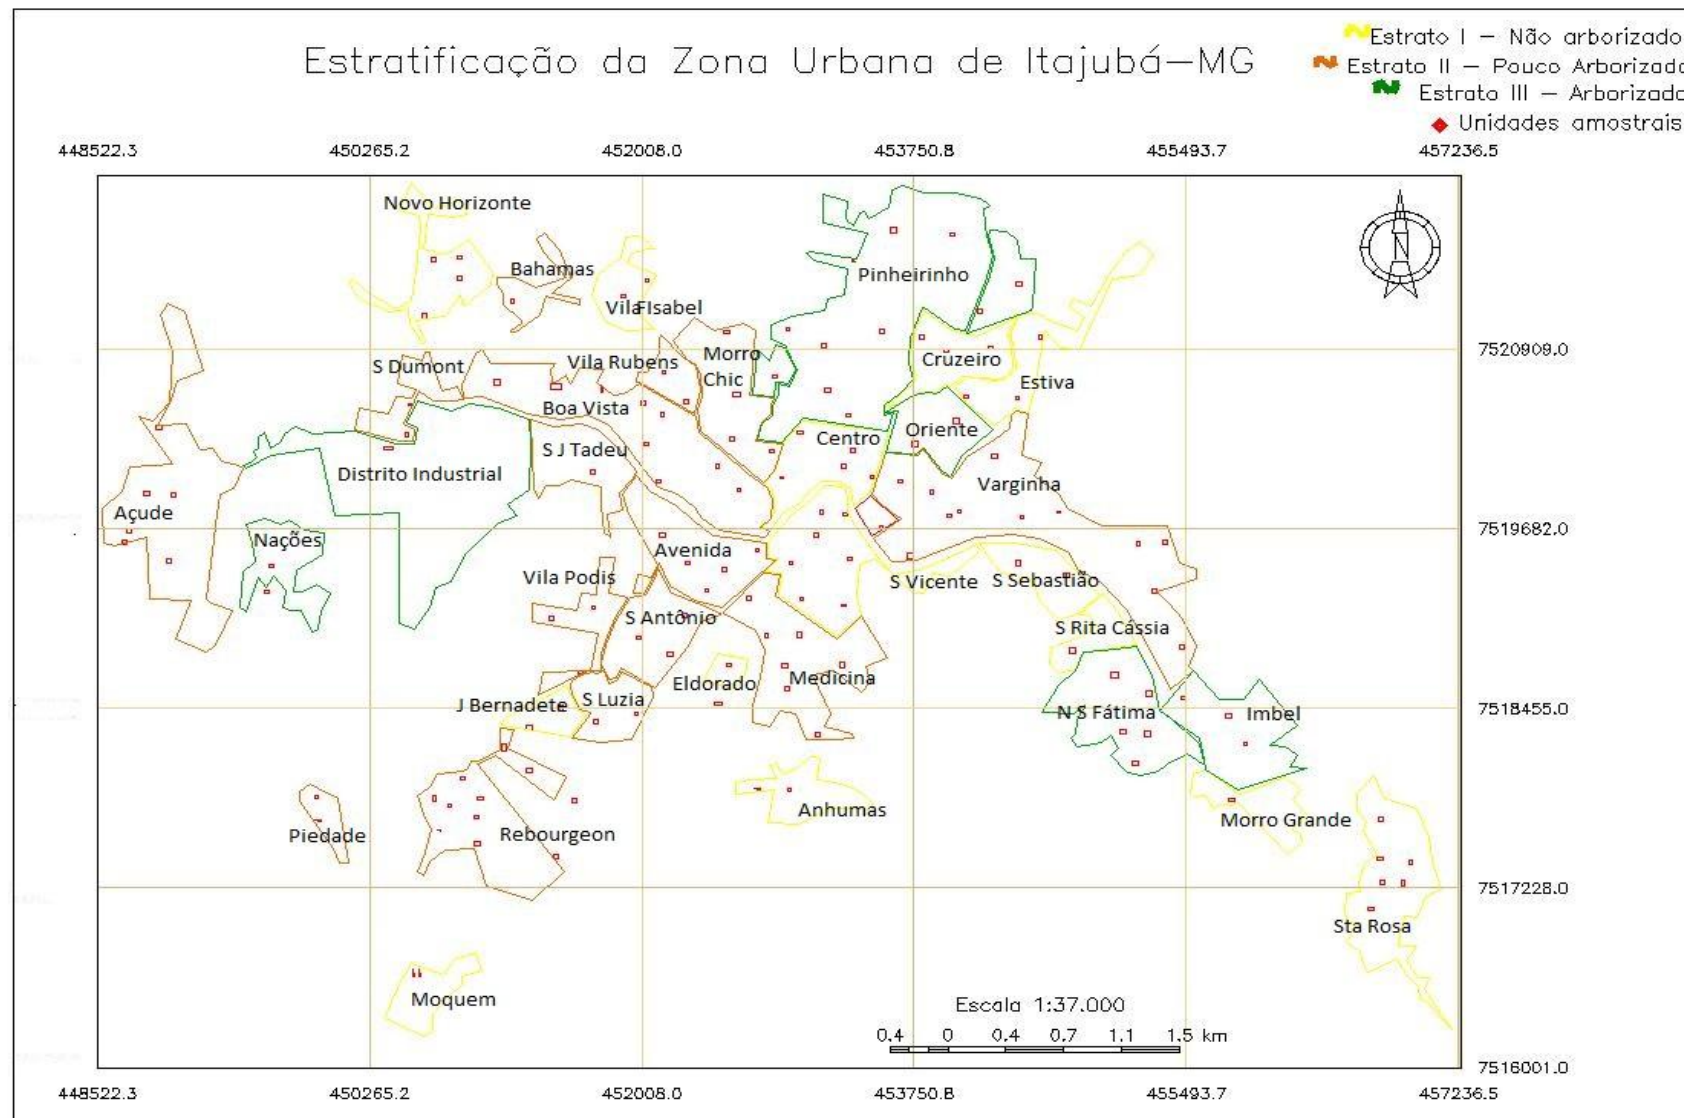 Estratificação da Zona Urbana de Itajubá-MG
Estrato I - Não arborizado
Estrato II - Pouco Arborizado
Estrato III - Arborizado
Unidades amostrais
448522.3 450265.2 452008.0 453750.8 455493.7 457236.5
Novo Horizonte
N
Bahamas
Pinheirinho
Vila Isabel
7520909.0
S Dumont
Vila Rubens
Morro
Chic
Cruzeiro
Estiva
Boa Vista
Centro
Oriente
S J Tadeu
Distrito Industrial
Varginha
Açude
7519682.0
Nações
Avenida
Vila Podis
S Vicente
S Sebastião
S Antônio
S Rita Cássia
Eldorado
Medicina
J Bernadete
S Luzia
N S Fátima
Imbel
7518455.0
Anhumas
Morro Grande
Piedade
Rebourgeon
7517228.0
Sta Rosa
Moquem
Escala 1:37.000
0.4 0 0.4 0.7 1.1 1.5 km
7516001.0
448522.3 450265.2 452008.0 453750.8 455493.7 457236.5